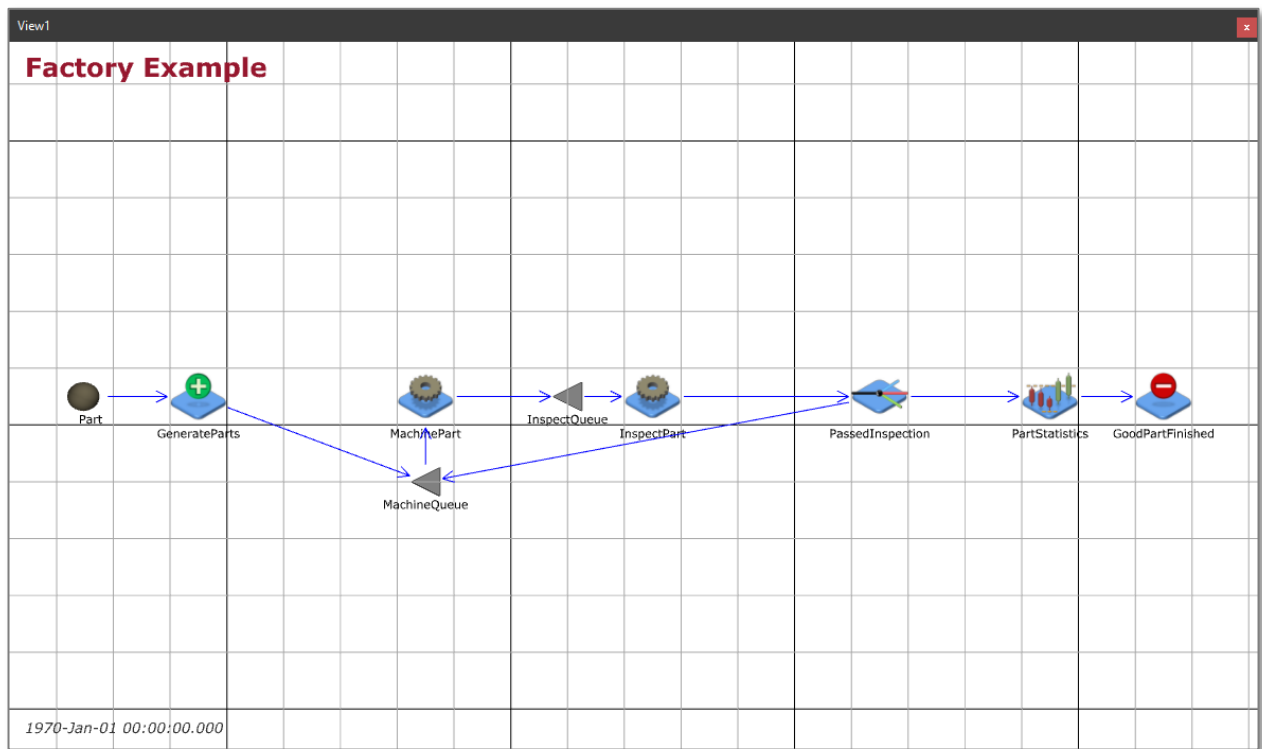 View1
x
Factory Example
Part
GenerateParts
MachinePart
InspectQueue
InspectPart
PassedInspection
PartStatistics
GoodPartFinished
MachineQueue
1970-Jan-01 00:00:00.000